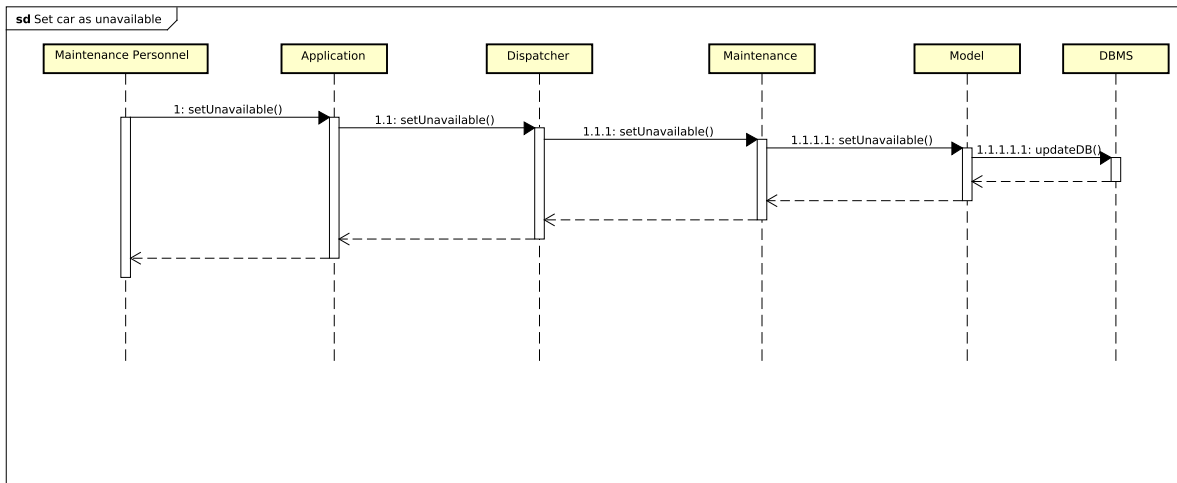 sd Set car as unavailable
Maintenance Personnel
Application
Dispatcher
Maintenance
Model
DBMS
1: setUnavailable()
1.1: setUnavailable()
1.1.1: setUnavailable()
1.1.1.1: setUnavailable()
1.1.1.1.1: updateDB()